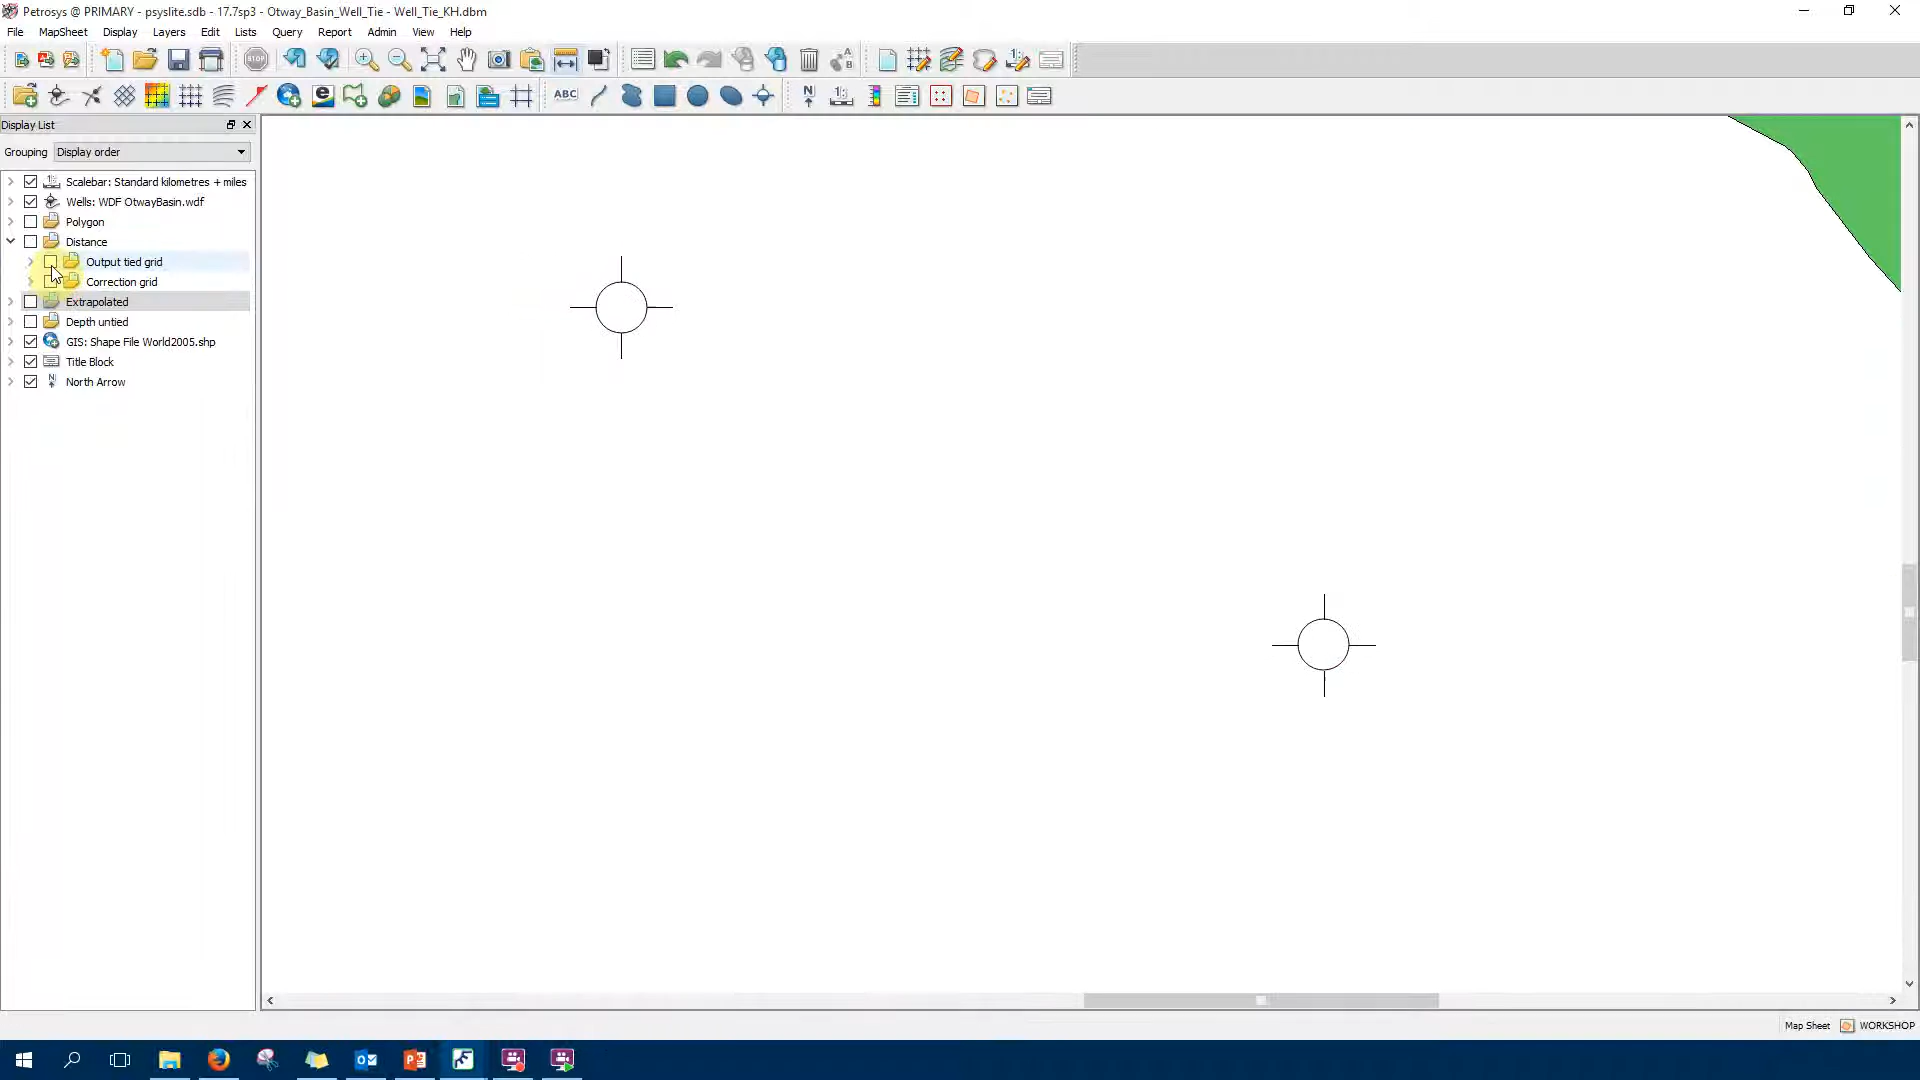 Petrosys @ PRIMARY - psyslite.sdb - 17.7sp3 - Otway_Basin_Well_Tie - Well_Tie_KH.dbm
File MapSheet Display Layers Edit Lists Query Report Admin View Help
STOP
ABC N
Display List
Grouping Display order
Scalebar: Standard kilometres + miles
Wells: WDF OtwayBasin.wdf
Polygon
Distance
Output tied grid
Correction grid
Extrapolated
Depth untied
GIS: Shape File World2005.shp
Title Block
North Arrow
Map Sheet WORKSHOP